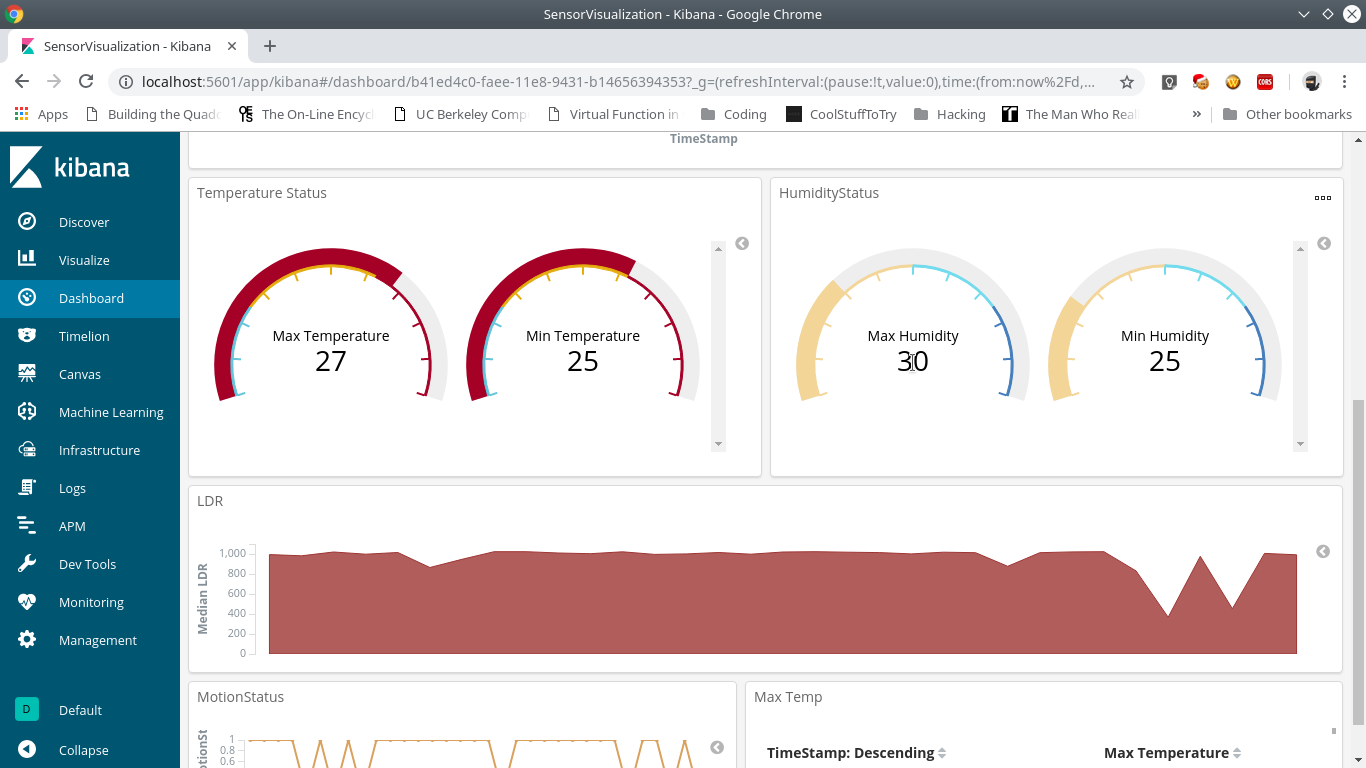 SensorVisualization - Kibana - Google Chrome
SensorVisualization - Kibana
localhost:5601/app/kibana#/dashboard/b41ed4c0-faee-11e8-9431-b14656394353?_g=(refreshInterval:(pause:!t,value:0),time:(from:now%2Fd,...
CORS
Apps Building the Quad The On-Line Encycl UC Berkeley Comp Virtual Function in Coding CoolStuffToTry Hacking The Man Who Real » Other bookmarks
kibana
Discover
Visualize
Dashboard
Timelion
Canvas
Machine Learning
Infrastructure
Logs
APM
Dev Tools
Monitoring
Management
D Default
Collapse
TimeStamp
Temperature Status
Max Temperature
27
Min Temperature
25
HumidityStatus
Max Humidity
30
Min Humidity
25
LDR
Median LDR
1,000
800
600
400
200
0
MotionStatus
otionSt
1
0.8
0.6
Max Temp
TimeStamp: Descending Max Temperature